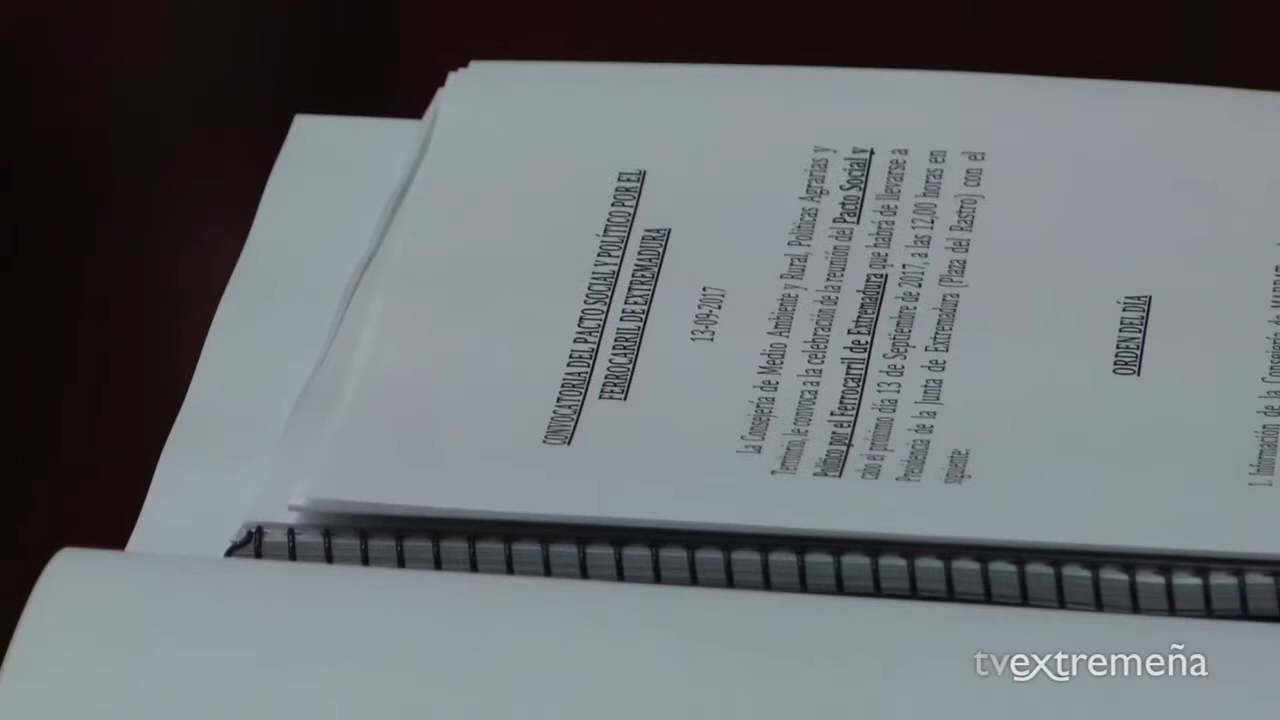 CONVOCATORIA DEL PACTO SOCIAL Y POLÍTICO POR EL
FERROCARRIL DE EXTREMADURA
13-09-2017
La Consejería de Medio Ambiente y Rural, Políticas Agrarias y
Territorio, le convoca a la celebración de la reunión del Pacto Social y
Político por el Ferrocarril de Extremadura que habrá de llevarse a
cabo el próximo día 13 de Septiembre de 2017, a las 12,00 horas en
Presidencia de la Junta de Extremadura (Plaza del Rastro) con el
siguiente:
ORDEN DEL DÍA
1. Información de la Consejería de
tvextremeña